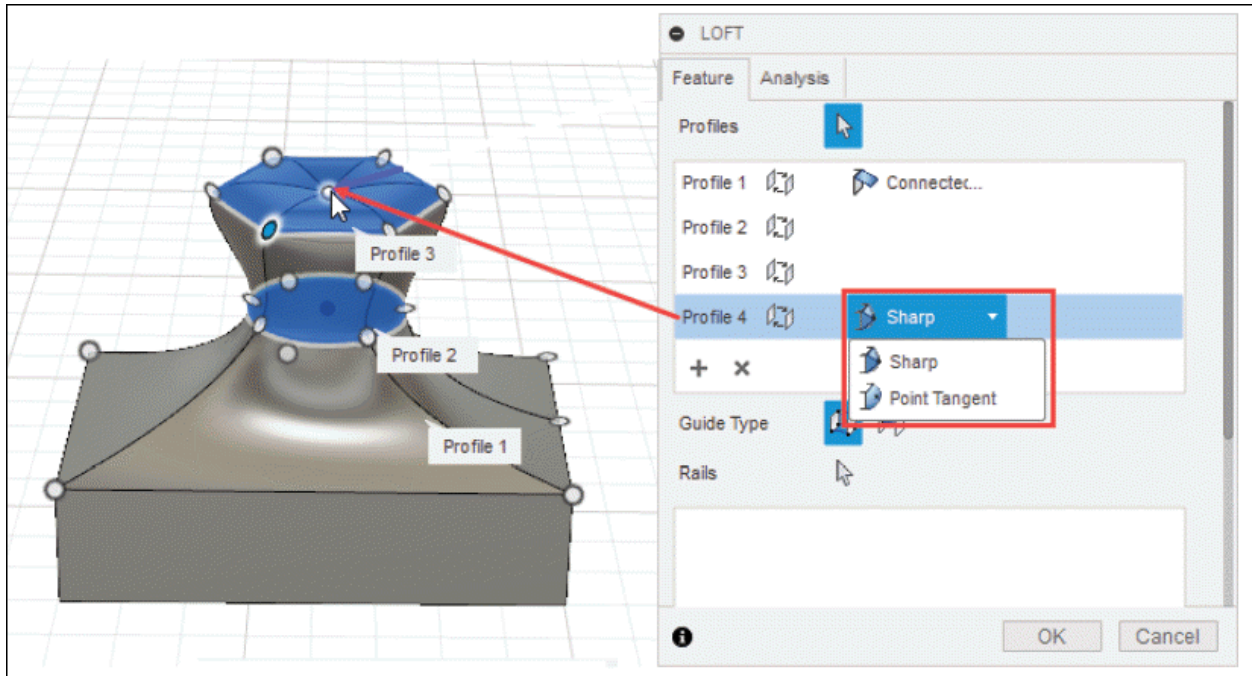 LOFT
Feature Analysis
Profiles
Profile 1 Connectec...
Profile 2
Profile 3
Profile 4 Sharp
Sharp
Point Tangent
Guide Type
Rails
OK Cancel
Profile 3
Profile 2
Profile 1